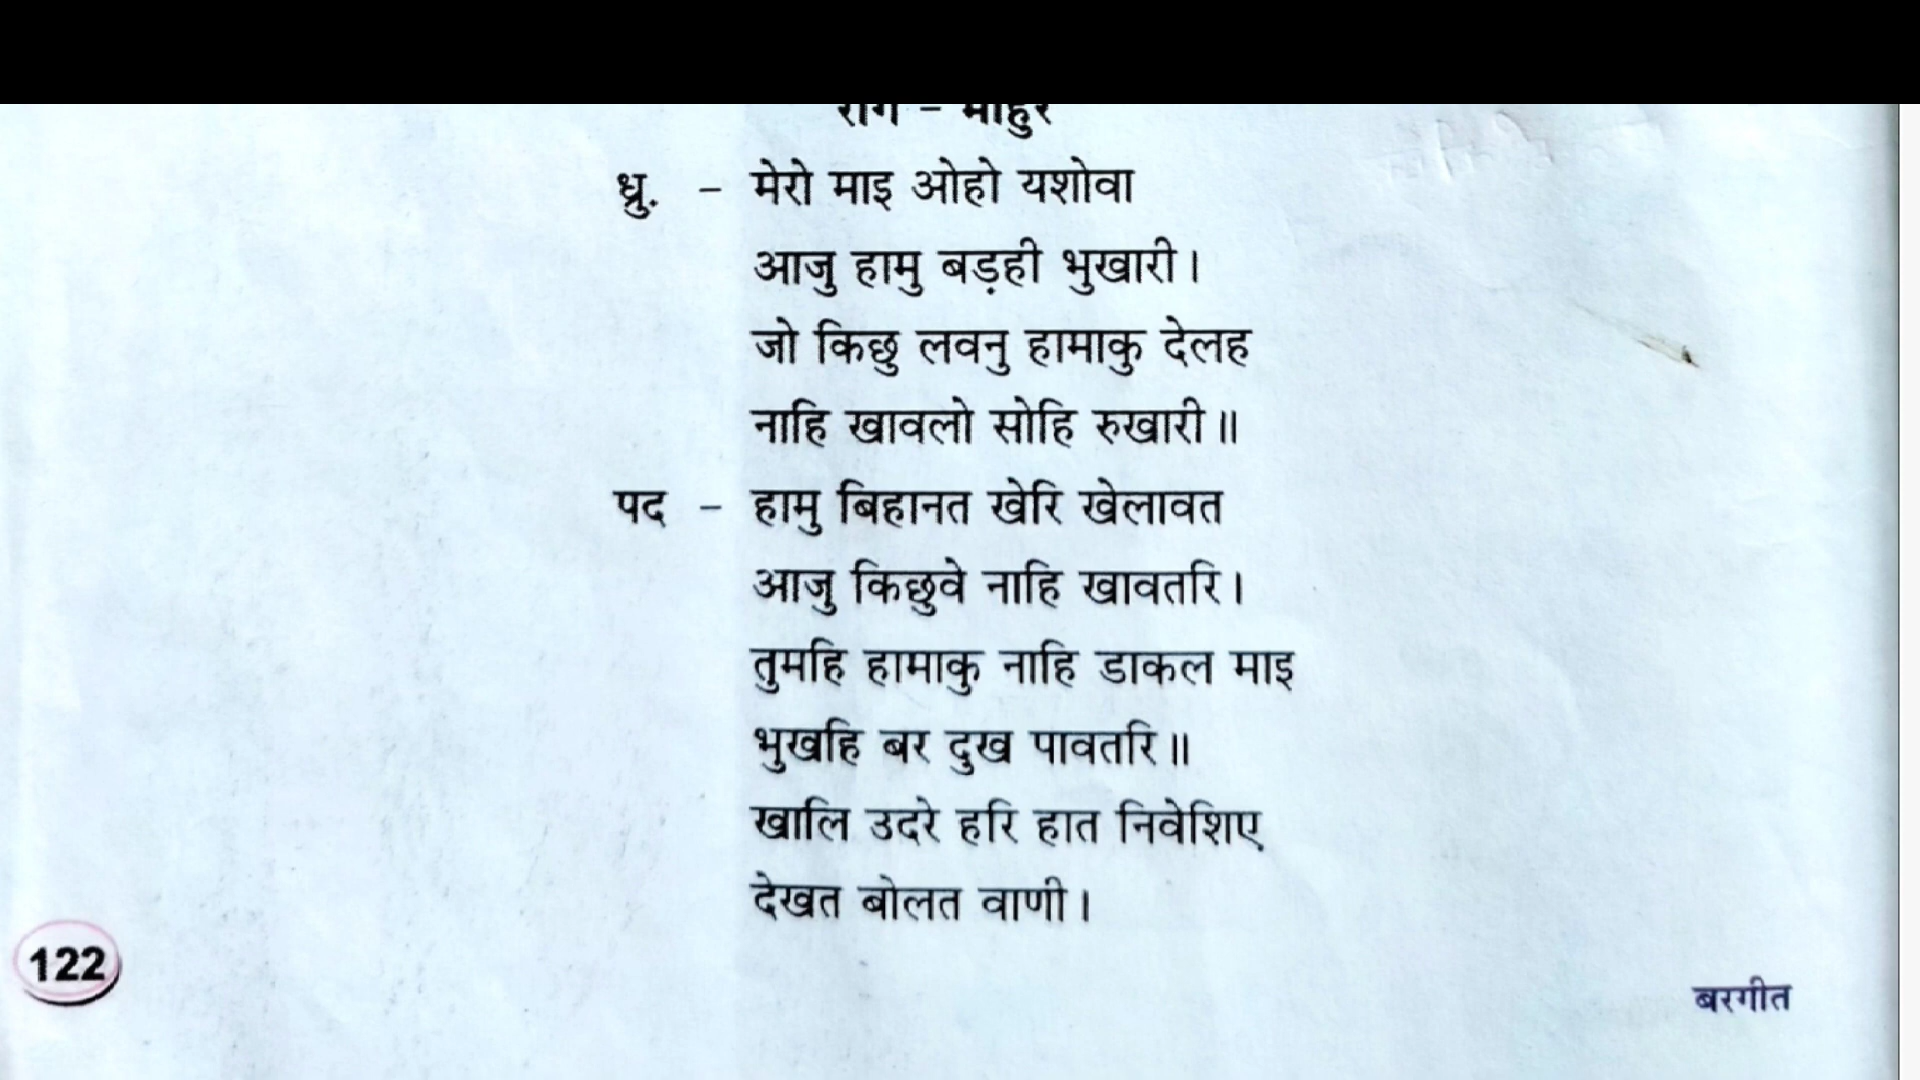 राग - माहुर
ध्रु. - मेरो माइ ओहो यशोवा
आजु हामु बड़ही भुखारी।
जो किछु लवनु हामाकु देलह
नाहि खावलो सोहि रुखारी॥
पद - हामु बिहानत खेरि खेलावत
आजु किछुवे नाहि खावतरि।
तुमहि हामाकु नाहि डाकल माइ
भुखहि बर दुख पावतरि॥
खालि उदरे हरि हात निवेशिए
देखत बोलत वाणी।
122
बरगीत